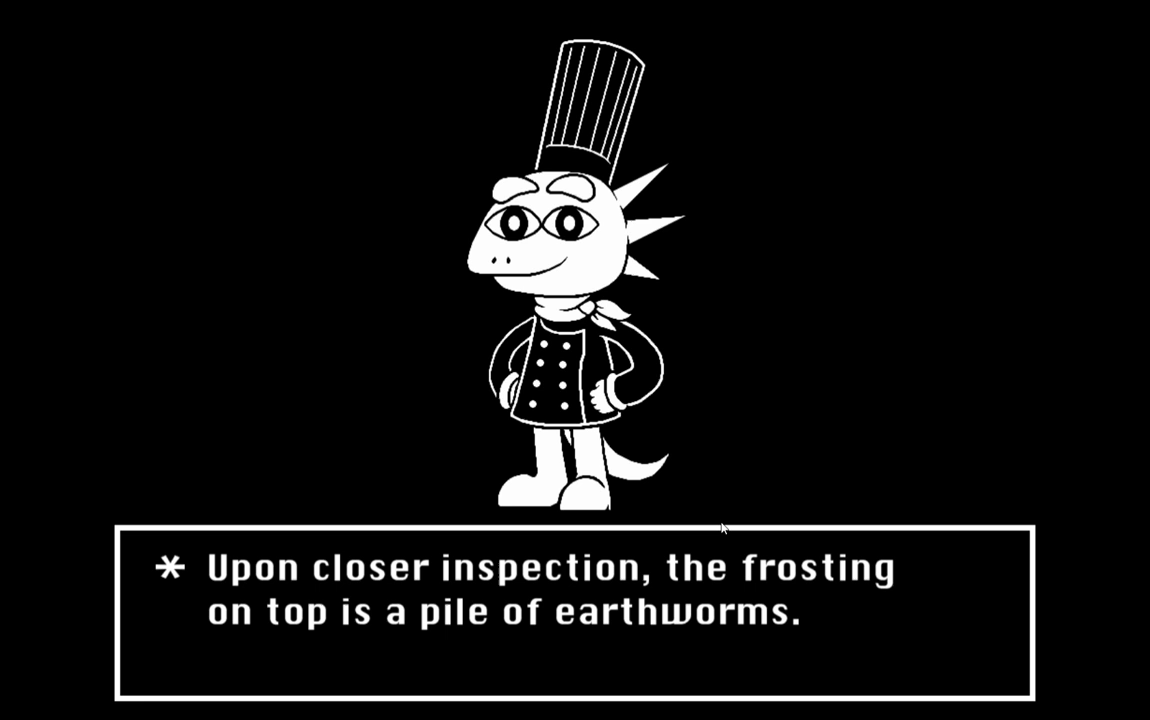 * Upon closer inspection, the frosting
on top is a pile of earthworms.